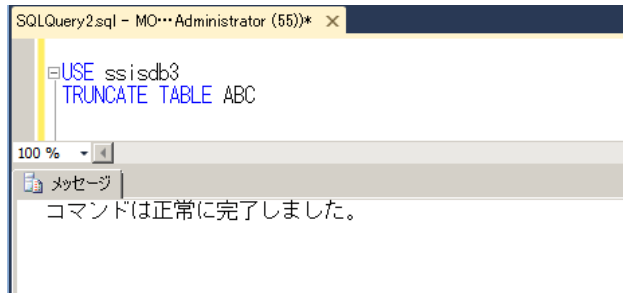 SQLQuery2.sql - MO...Administrator (55))* ×
USE ssisdb3
TRUNCATE TABLE ABC
100 %
メッセージ
コマンドは正常に完了しました。